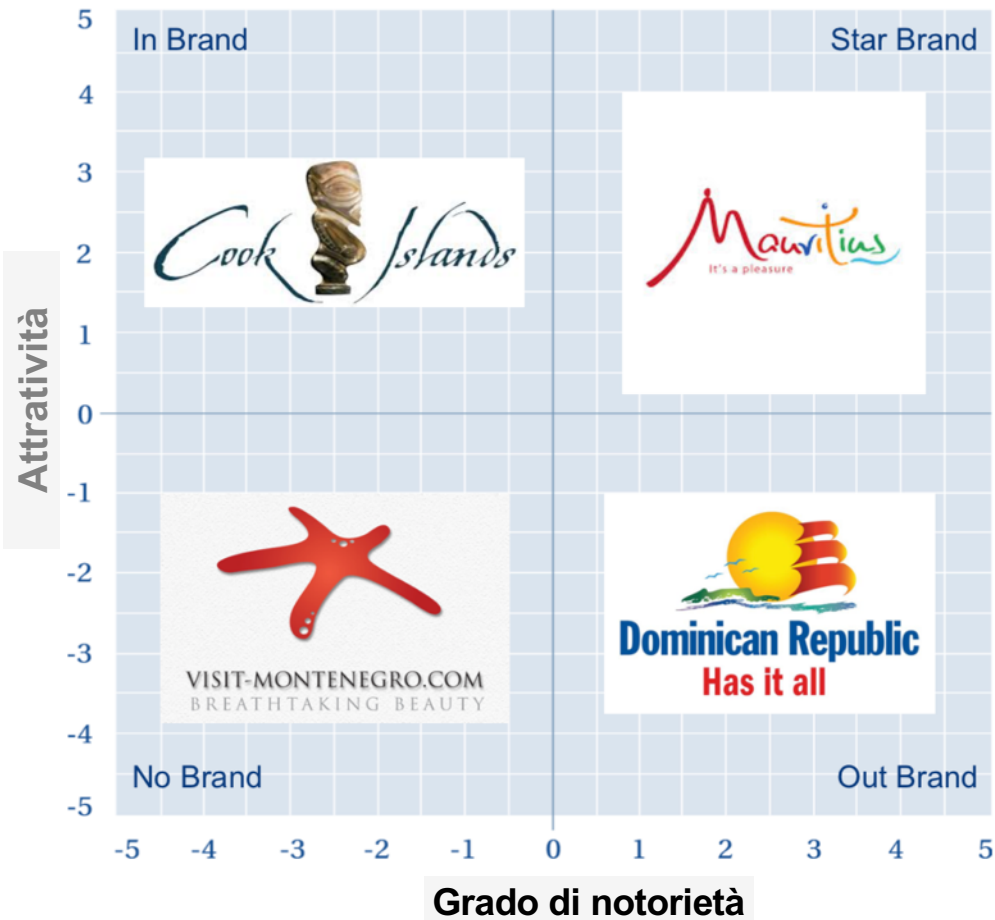 5
In Brand
Star Brand
4
3
Cook Islands
Mauritius
It's a pleasure
2
1
Attratività
0
-1
-2
Dominican Republic
Has it all
-3
VISIT-MONTENEGRO.COM
BREATHTAKING BEAUTY
-4
No Brand
Out Brand
-5
-5 -4 -3 -2 -1 0 1 2 3 4 5
Grado di notorietà